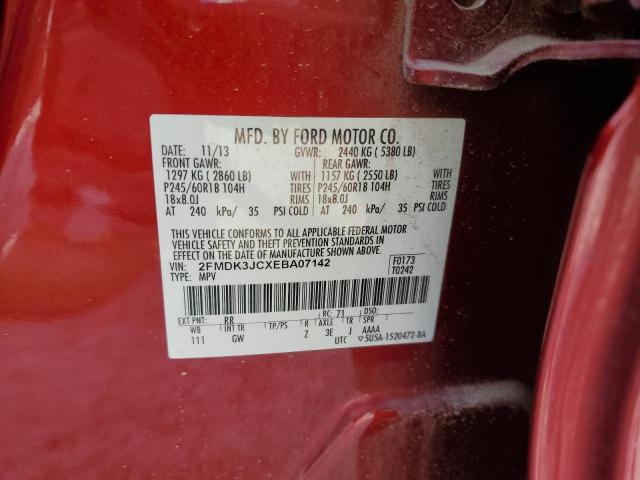 MFD. BY FORD MOTOR CO.
DATE: 11/13 GVWR: 2440 KG ( 5380 LB)
FRONT GAWR: REAR GAWR:
1297 KG ( 2860 LB) 1157 KG ( 2550 LB)
P245/60R18 104H TIRES P245/60R18 104H TIRES
18x8.0J RIMS 18x8.0J RIMS
AT 240 kPa/ 35 PSI COLD AT 240 kPa/ 35 PSI COLD
THIS VEHICLE CONFORMS TO ALL APPLICABLE FEDERAL MOTOR
VEHICLE SAFETY AND THEFT PREVENTION STANDARDS IN
EFFECT ON THE DATE OF MANUFACTURE SHOWN ABOVE.
VIN: 2FMDK3JCXEBA07142 F0173
TYPE: MPV T0242
EXT PNT: RR RC: 71 DSO:
WB INT TR TP/PS R AXLE TR SPR
111 GW Z 3E J AAAA
UTC ▽5U5A-1520472-BA